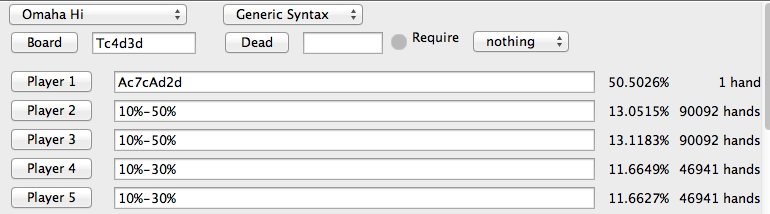 Omaha Hi Generic Syntax
Board Tc4d3d Dead Require nothing
Player 1 Ac7cAd2d 50.5026% 1 hand
Player 2 10%-50% 13.0515% 90092 hands
Player 3 10%-50% 13.1183% 90092 hands
Player 4 10%-30% 11.6649% 46941 hands
Player 5 10%-30% 11.6627% 46941 hands